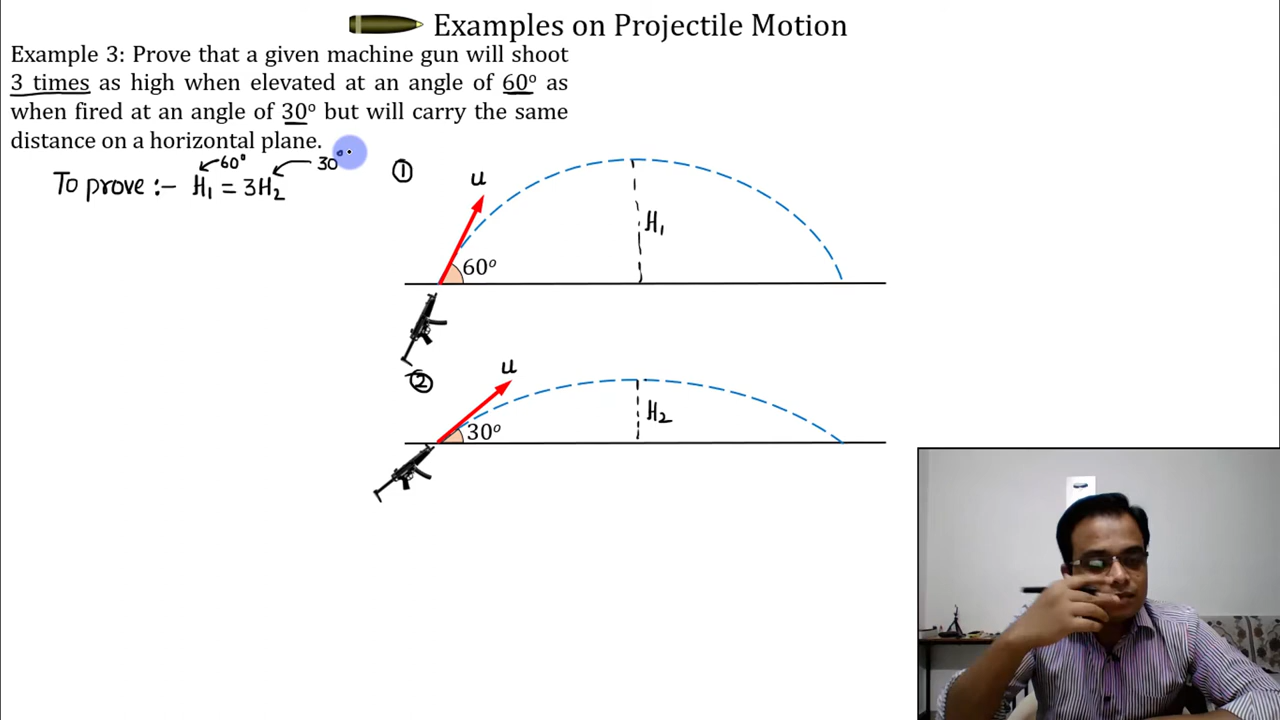 Examples on Projectile Motion
Example 3: Prove that a given machine gun will shoot
3 times as high when elevated at an angle of 60° as
when fired at an angle of 30° but will carry the same
distance on a horizontal plane.
60° 30°
To prove :- H₁ = 3H₂
①
u
H₁
60°
②
u
H₂
30°